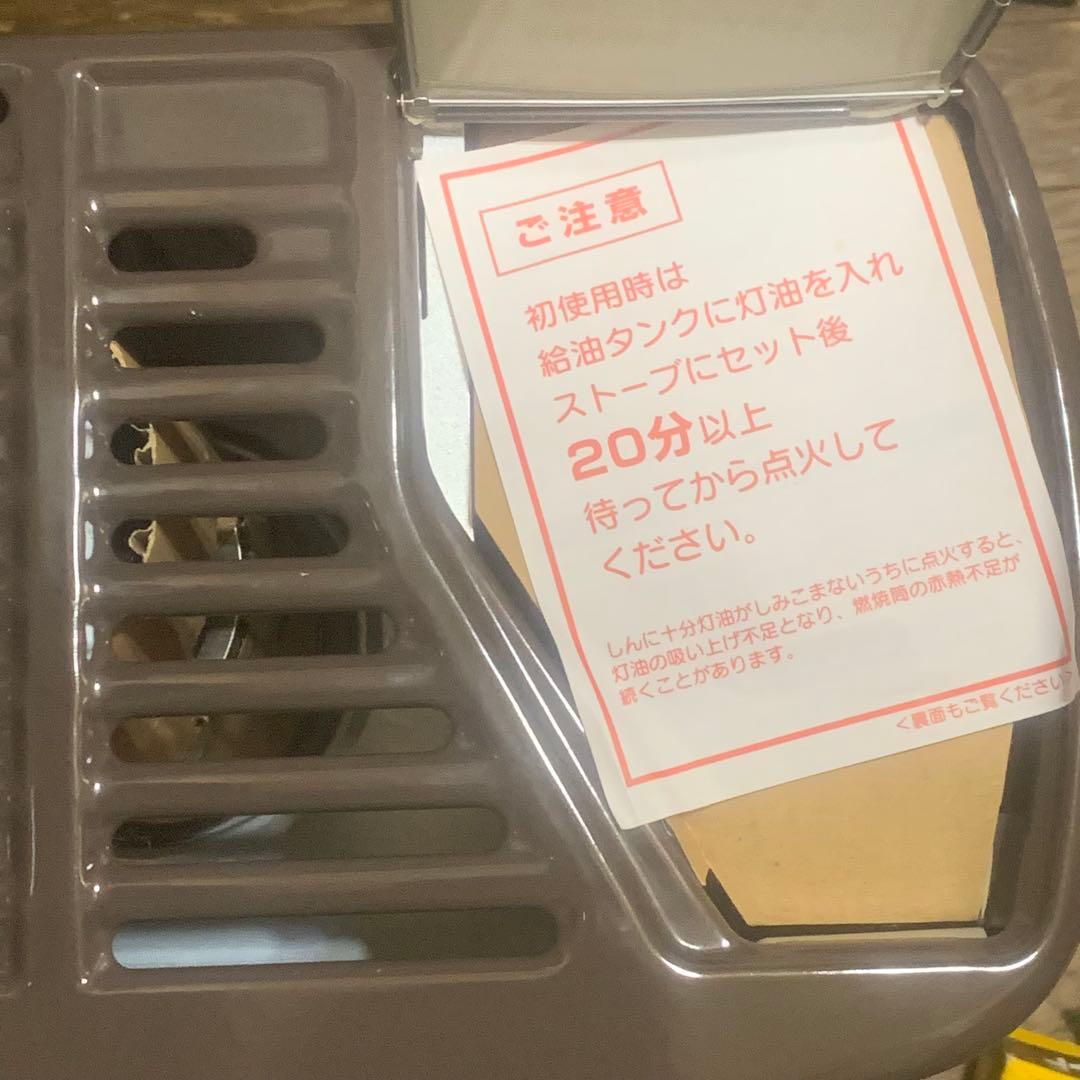 ご注意
初使用時は
給油タンクに灯油を入れ
ストーブにセット後
20分以上
待ってから点火して
ください。
しんに十分灯油がしみこまないうちに点火すると、
灯油の吸い上げ不足となり、燃焼筒の赤熱不足が
続くことがあります。
<裏面もご覧ください>